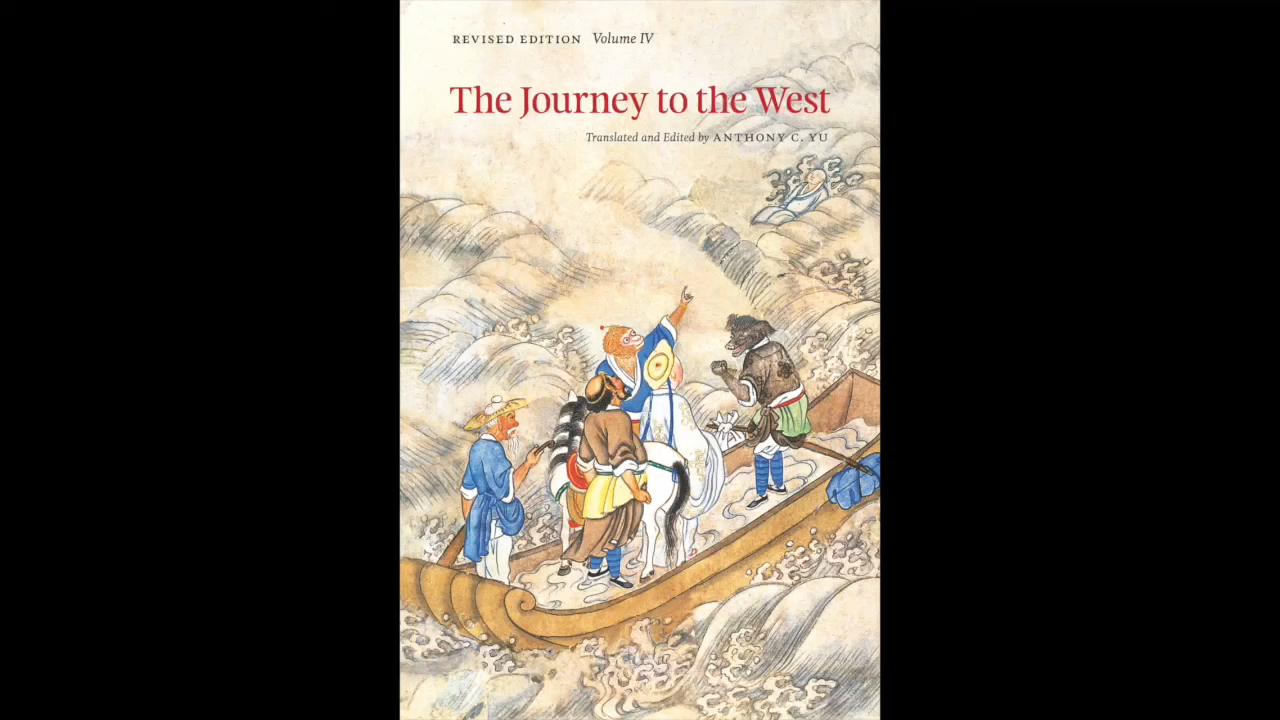 REVISED EDITION Volume IV
The Journey to the West
Translated and Edited by ANTHONY C. YU